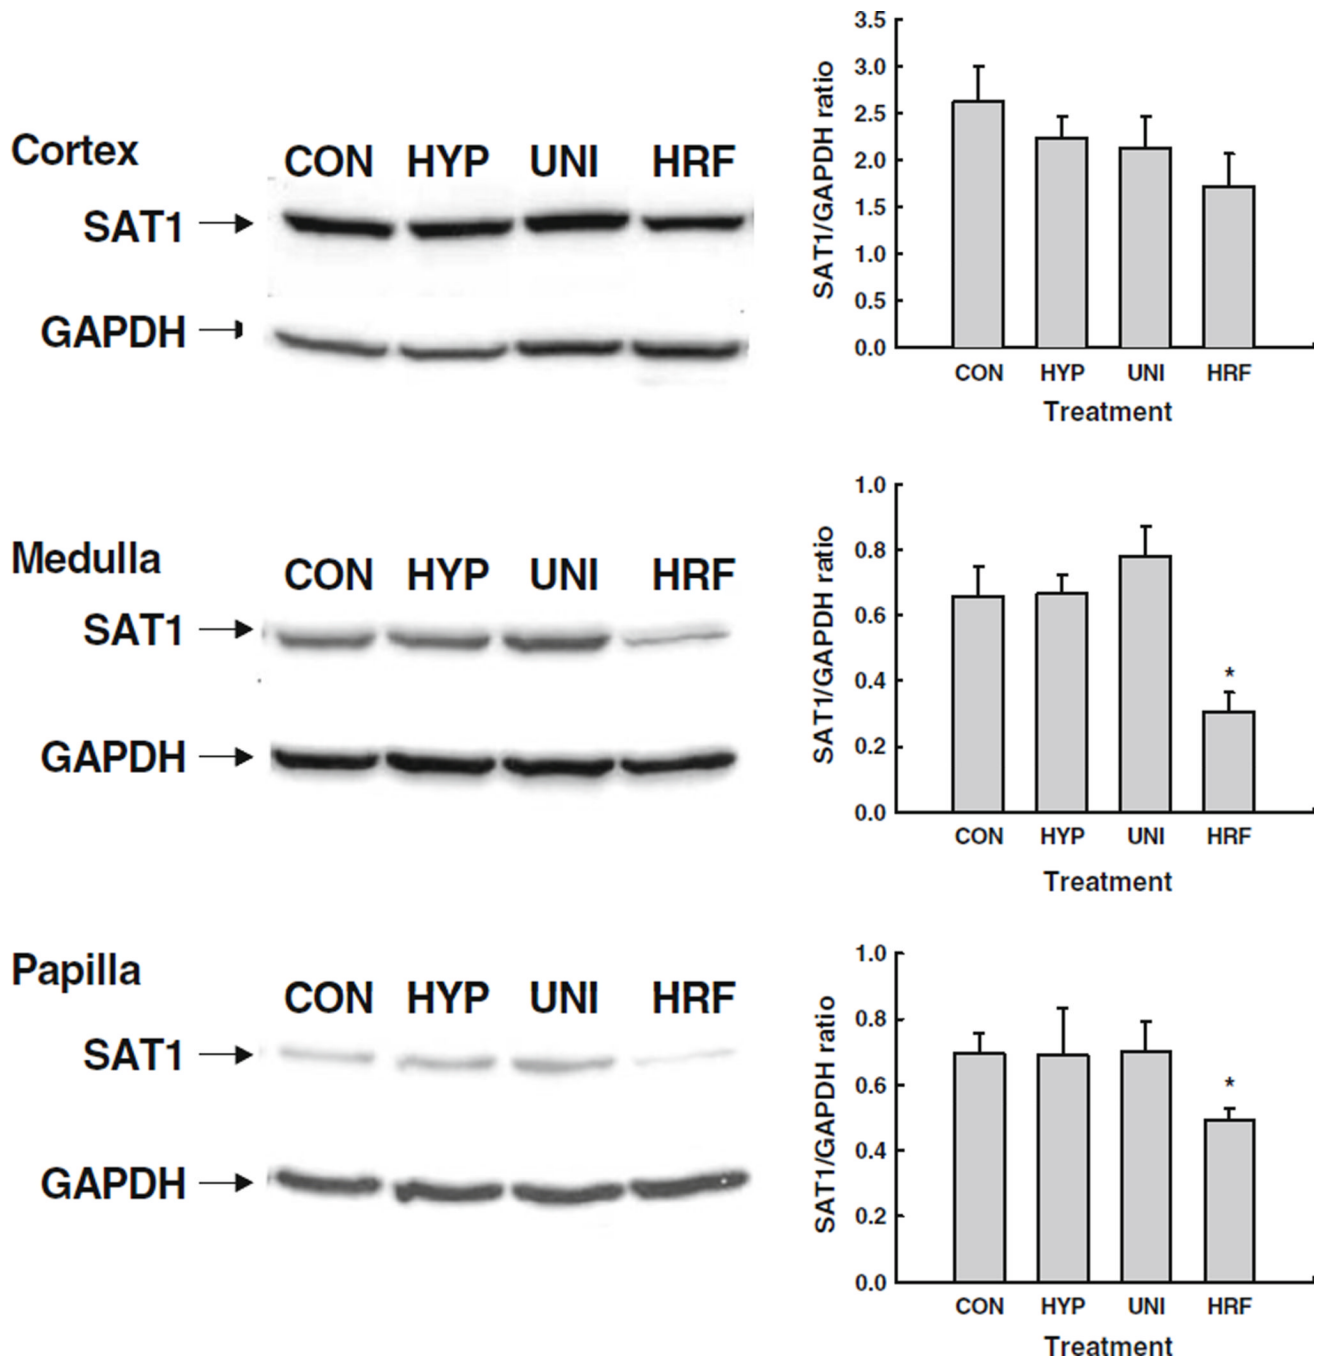 Cortex
CON HYP UNI HRF
SAT1
GAPDH
SAT1/GAPDH ratio
3.5
3.0
2.5
2.0
1.5
1.0
0.5
0.0
CON HYP UNI HRF
Treatment
Medulla
CON HYP UNI HRF
SAT1
GAPDH
SAT1/GAPDH ratio
1.0
0.8
0.6
0.4
0.2
0.0
*
CON HYP UNI HRF
Treatment
Papilla
CON HYP UNI HRF
SAT1
GAPDH
SAT1/GAPDH ratio
1.0
0.8
0.6
0.4
0.2
0.0
*
CON HYP UNI HRF
Treatment